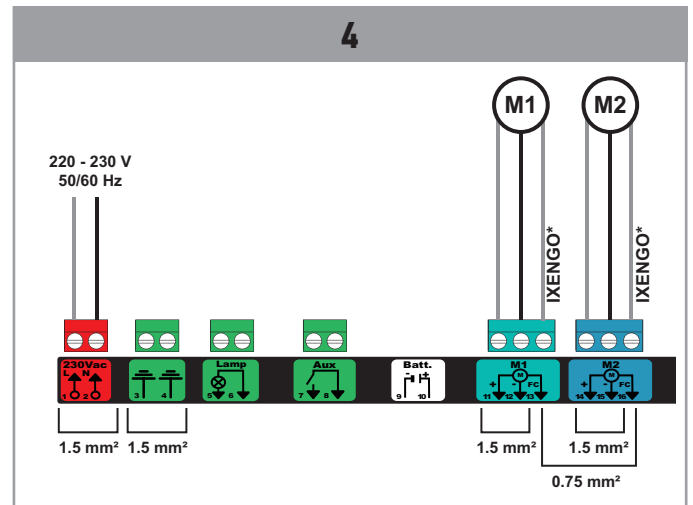 4
M1 M2
220 - 230 V
50/60 Hz
IXENGO* IXENGO*
230Vac Lamp Aux Batt. M1 M2
L N - + M M
+ - FC + - FC
1 2 3 4 5 6 7 8 9 10 11 12 13 14 15 16
1.5 mm² 1.5 mm² 1.5 mm² 1.5 mm²
0.75 mm²